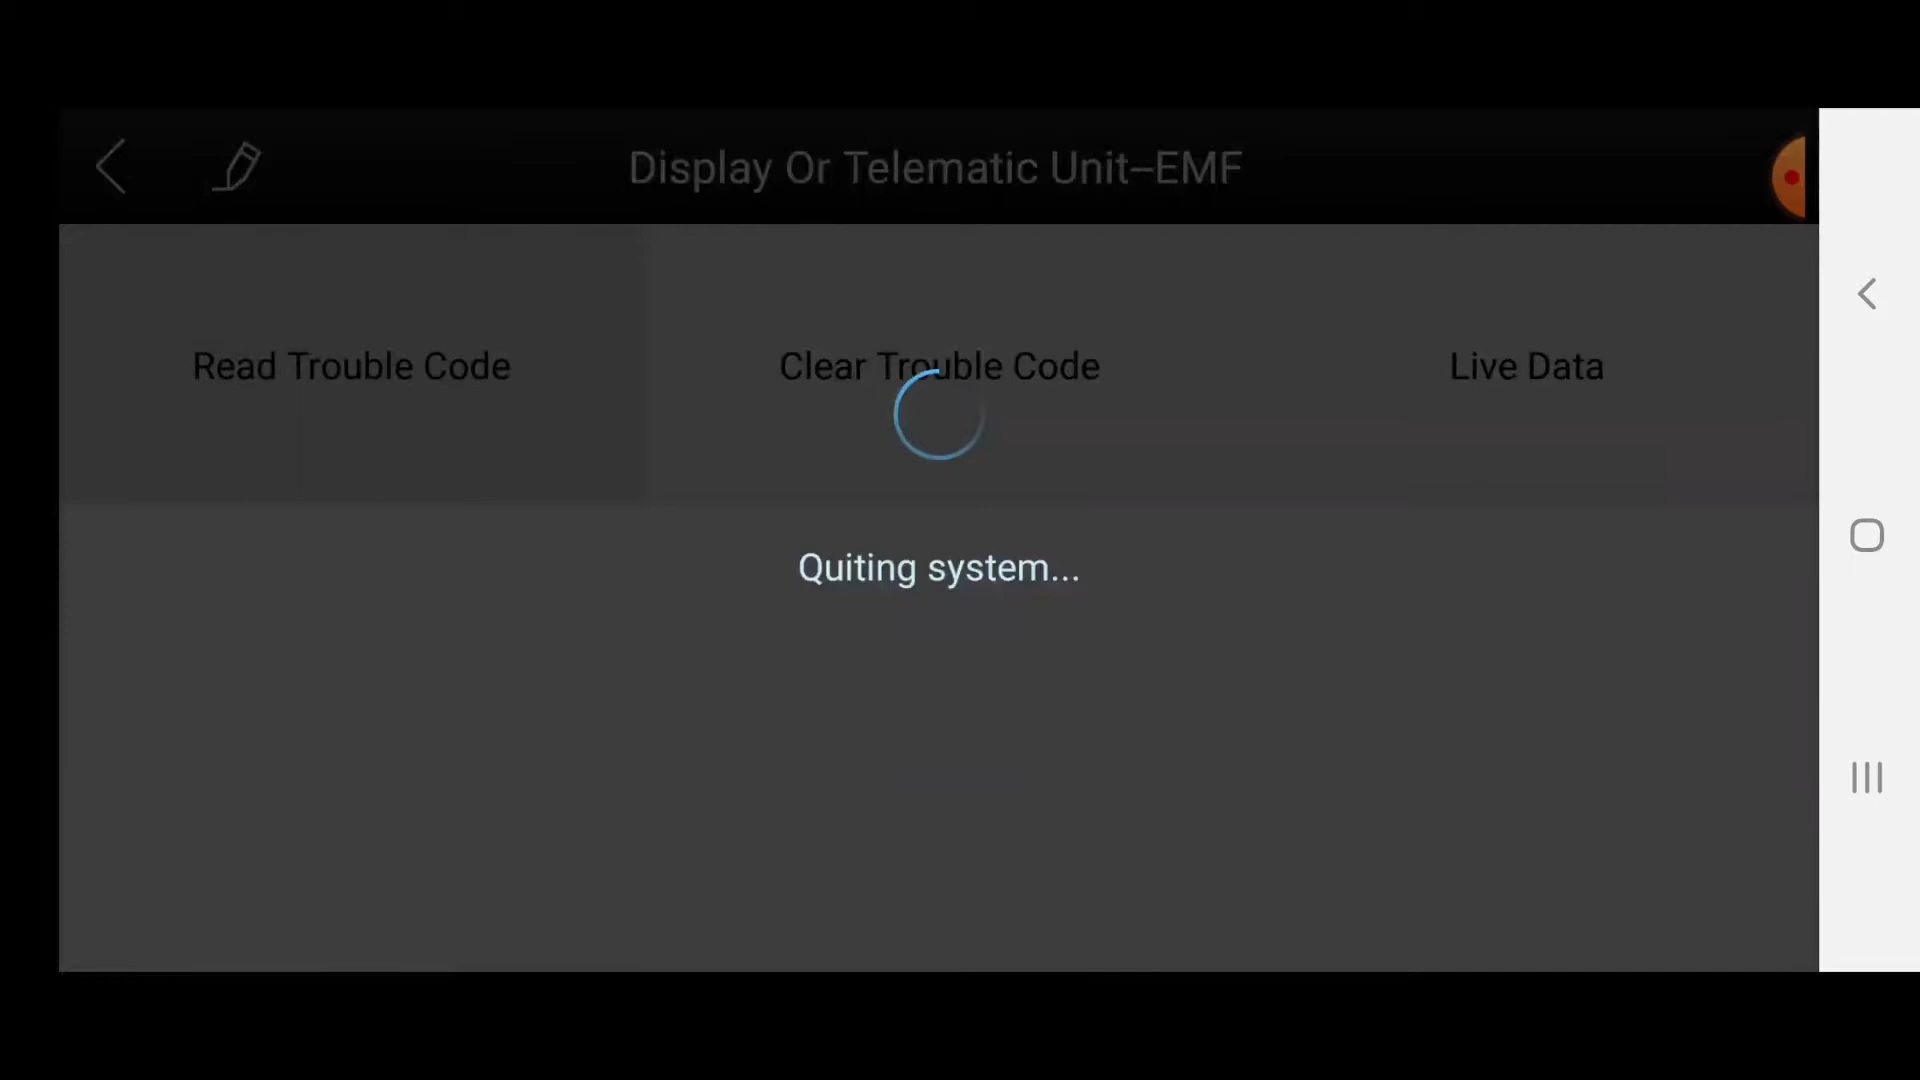 Display Or Telematic Unit–EMF
Read Trouble Code
Clear Trouble Code
Live Data
Quiting system...